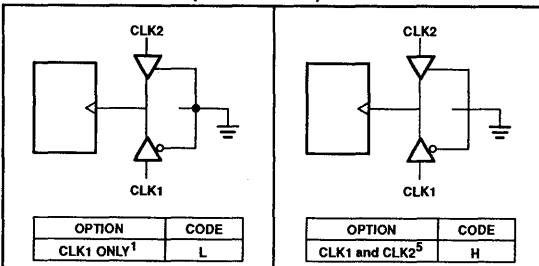 CLK2
CLK1
OPTION CODE
CLK1 ONLY1 L
CLK2
CLK1
OPTION CODE
CLK1 and CLK25 H